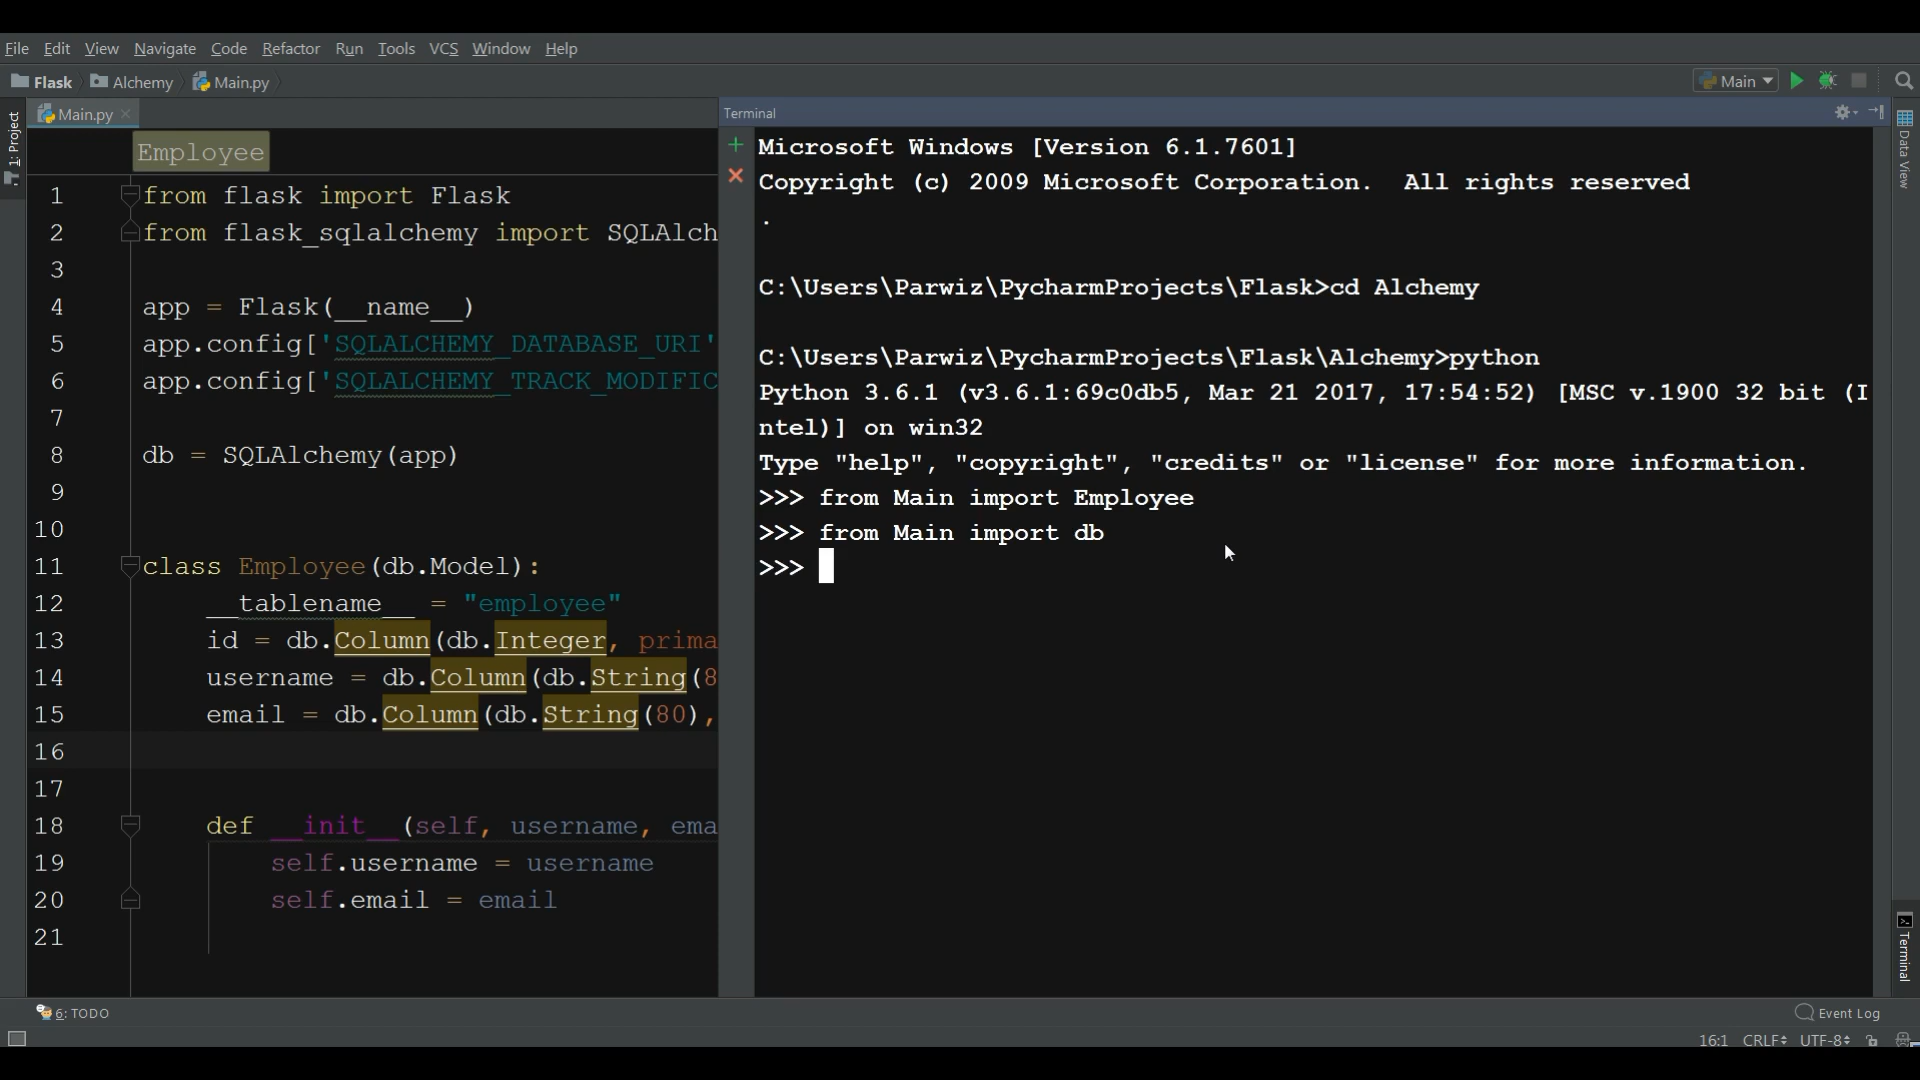 File Edit View Navigate Code Refactor Run Tools VCS Window Help
Flask Alchemy Main.py Main
Main.py
Terminal
1: Project
Employee
1 from flask import Flask
2 from flask_sqlalchemy import SQLAlch
3
4 app = Flask(__name__)
5 app.config['SQLALCHEMY_DATABASE_URI'
6 app.config['SQLALCHEMY_TRACK_MODIFIC
7
8 db = SQLAlchemy(app)
9
10
11 class Employee(db.Model):
12 __tablename__ = "employee"
13 id = db.Column(db.Integer, prima
14 username = db.Column(db.String(8
15 email = db.Column(db.String(80),
16
17
18 def __init__(self, username, ema
19 self.username = username
20 self.email = email
21
Microsoft Windows [Version 6.1.7601]
Copyright (c) 2009 Microsoft Corporation.  All rights reserved
.
C:\Users\Parwiz\PycharmProjects\Flask>cd Alchemy
C:\Users\Parwiz\PycharmProjects\Flask\Alchemy>python
Python 3.6.1 (v3.6.1:69c0db5, Mar 21 2017, 17:54:52) [MSC v.1900 32 bit (I
ntel)] on win32
Type "help", "copyright", "credits" or "license" for more information.
>>> from Main import Employee
>>> from Main import db
>>>
Data View
Terminal
6: TODO
Event Log
16:1 CRLF UTF-8